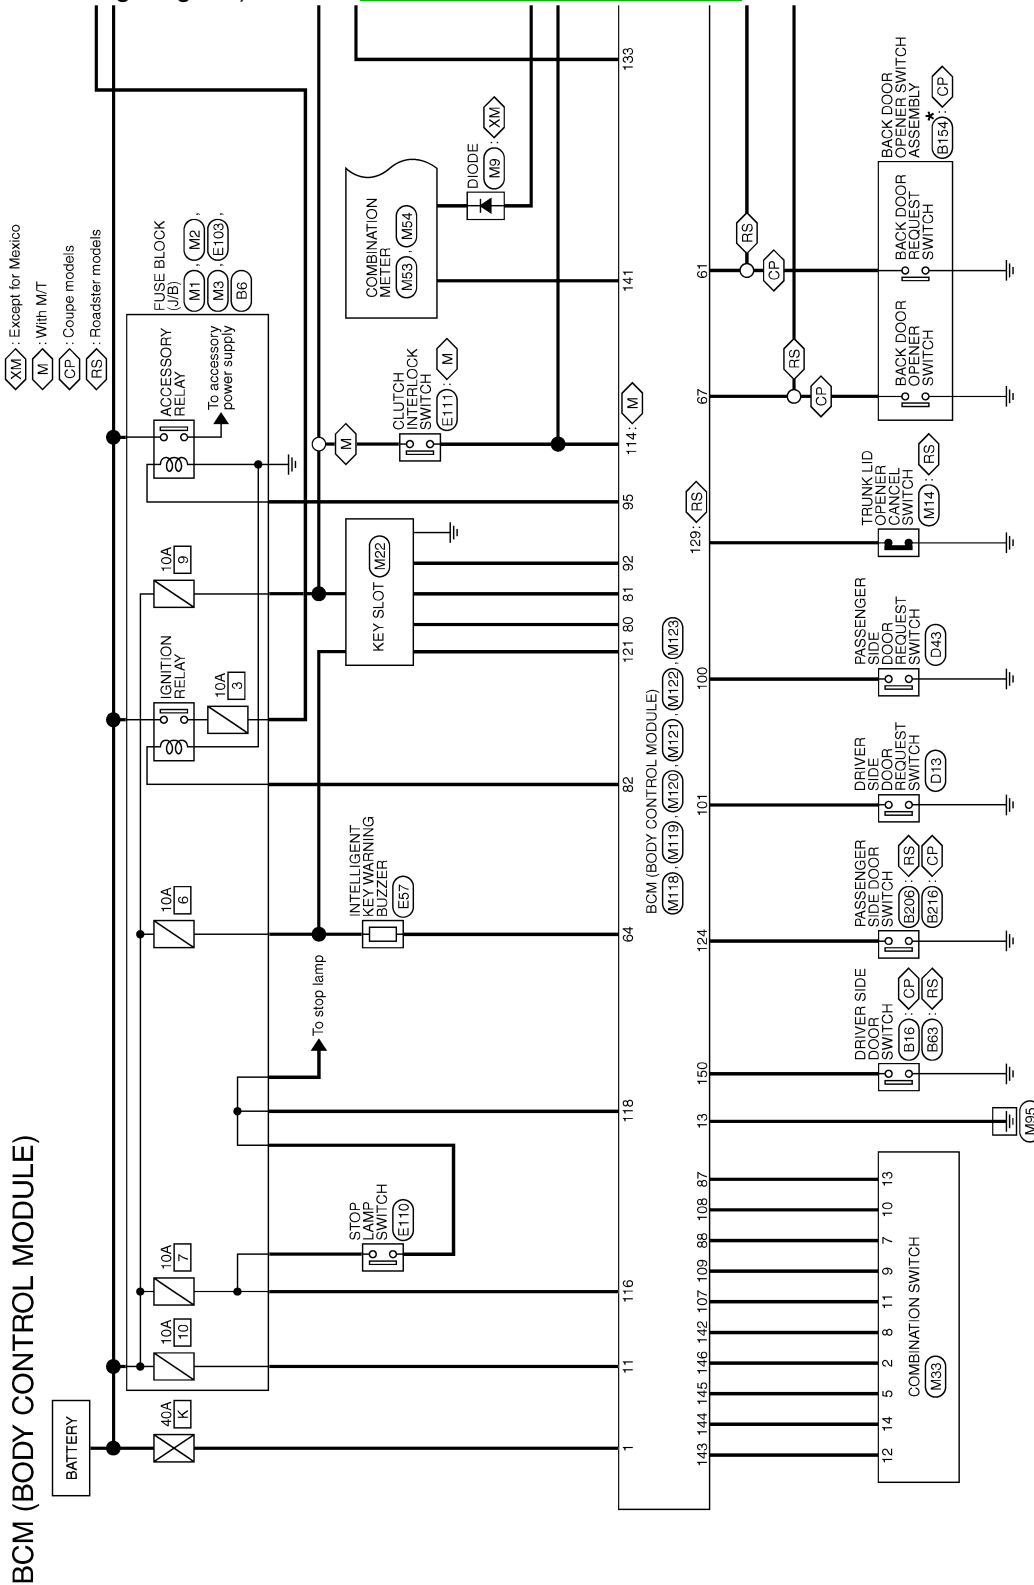 BCM (BODY CONTROL MODULE)
BATTERY
40A
K
10A
10
10A
7
10A
6
IGNITION
RELAY
10A
3
10A
9
ACCESSORY
RELAY
To accessory
power supply
FUSE BLOCK
(J/B)
M1 , M2 ,
M3 , E103 ,
B6
XM : Except for Mexico
M : With M/T
CP : Coupe models
RS : Roadster models
STOP
LAMP
SWITCH
E110
To stop lamp
INTELLIGENT
KEY WARNING
BUZZER
E57
KEY SLOT M22
M
CLUTCH
INTERLOCK
SWITCH
E111 : M
COMBINATION
METER
M53 , M54
DIODE
M9 : XM
1
11
116
118
64
82
121
80
81
92
95
114: M
141
133
BCM (BODY CONTROL MODULE)
M118 , M119 , M120 , M121 , M122 , M123
143
144
145
146
142
107
109
88
108
87
13
150
124
101
100
129: RS
67
61
12
14
5
2
8
11
9
7
10
13
COMBINATION SWITCH
M33
M95
DRIVER SIDE
DOOR
SWITCH
B16 : CP
B63 : RS
PASSENGER
SIDE DOOR
SWITCH
B206 : RS
B216 : CP
DRIVER
SIDE
DOOR
REQUEST
SWITCH
D13
PASSENGER
SIDE
DOOR
REQUEST
SWITCH
D43
TRUNK LID
OPENER
CANCEL
SWITCH
M14 : RS
RS
CP
RS
CP
BACK DOOR
OPENER
SWITCH
BACK DOOR
REQUEST
SWITCH
BACK DOOR
OPENER SWITCH
ASSEMBLY
B154 * : CP